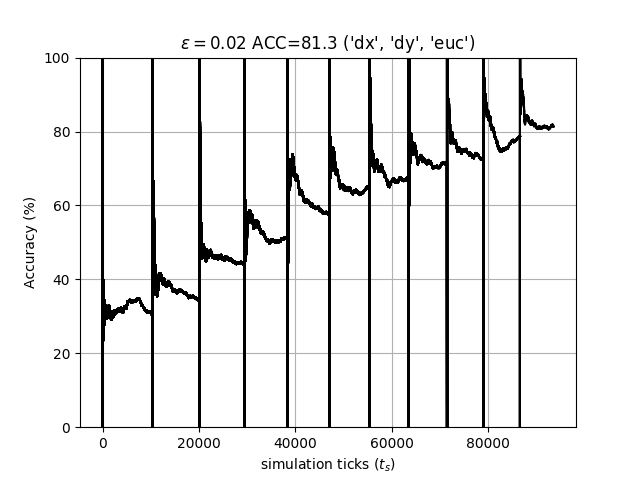 ε = 0.02 ACC=81.3 ('dx', 'dy', 'euc')
100
80
60
40
20
0
Accuracy (%)
0 20000 40000 60000 80000
simulation ticks (tₛ)